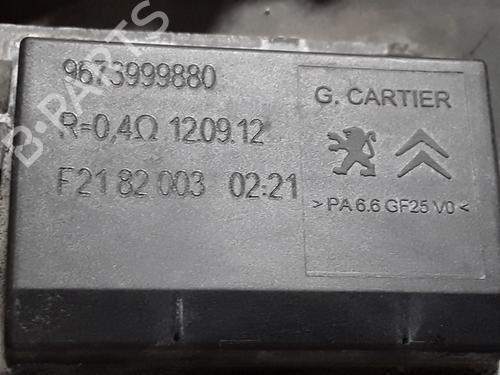 9673999880
R=0,4Ω 1209.12
F21 82 003 02:21
G. CARTIER
>PA 6.6 GF25 V0<
B-PARTS